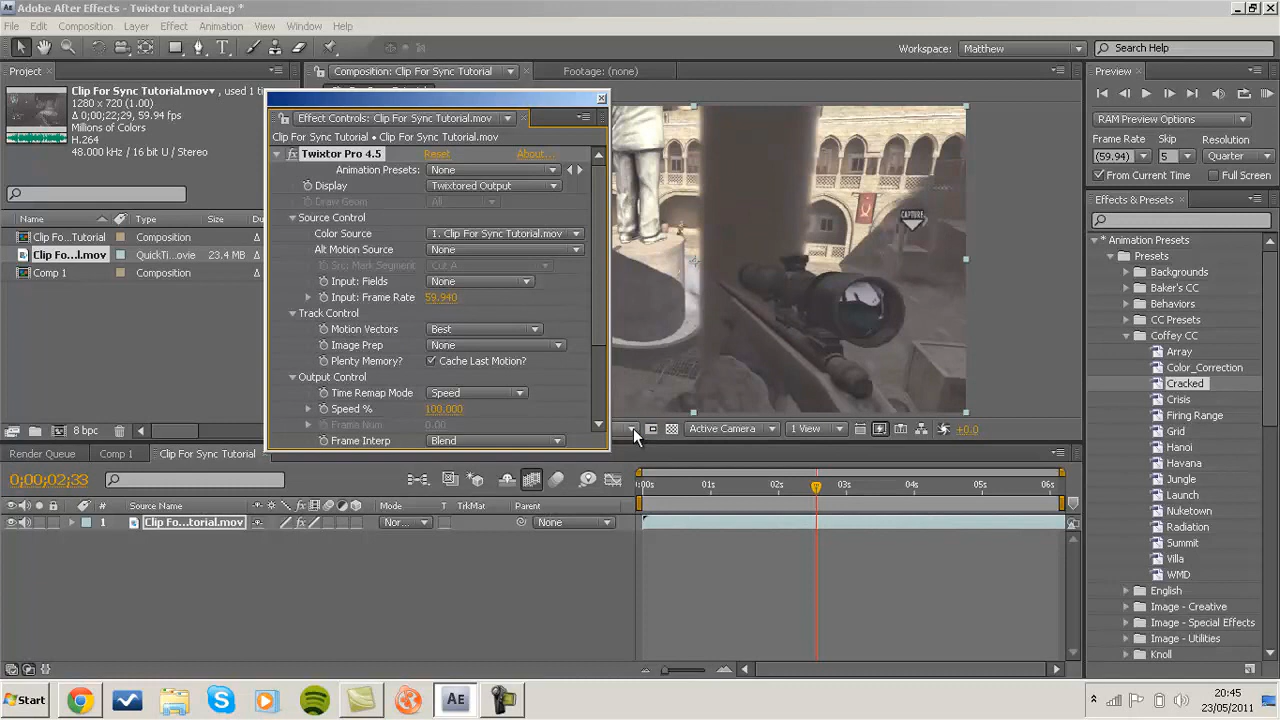 Adobe After Effects - Twixtor tutorial.aep *
File Edit Composition Layer Effect Animation View Window Help
Workspace: Matthew Search Help
Project
Clip For Sync Tutorial.mov▾, used 1 ti
1280 x 720 (1.00)
Δ 0;00;22;29, 59.94 fps
Millions of Colors
H.264
48.000 kHz / 16 bit U / Stereo
Name Type Size D
Clip Fo...Tutorial Composition
Clip Fo...l.mov QuickTi...ovie 23.4 MB
Comp 1 Composition
8 bpc
Composition: Clip For Sync Tutorial
Footage: (none)
Effect Controls: Clip For Sync Tutorial.mov
Clip For Sync Tutorial • Clip For Sync Tutorial.mov
fx Twixtor Pro 4.5 Reset About...
Animation Presets: None
Display Twixtored Output
Draw Geom All
Source Control
Color Source 1. Clip For Sync Tutorial.mov
Alt Motion Source None
Src: Mark Segment Cut A
Input: Fields None
Input: Frame Rate 59.940
Track Control
Motion Vectors Best
Image Prep None
Plenty Memory? Cache Last Motion?
Output Control
Time Remap Mode Speed
Speed % 100.000
Frame Num 0.00
Frame Interp Blend
CAPTURE
Active Camera 1 View +0.0
Preview
RAM Preview Options
Frame Rate Skip Resolution
(59.94) 5 Quarter
From Current Time Full Screen
Effects & Presets
* Animation Presets
Presets
Backgrounds
Baker's CC
Behaviors
CC Presets
Coffey CC
Array
Color_Correction
Cracked
Crisis
Firing Range
Grid
Hanoi
Havana
Jungle
Launch
Nuketown
Radiation
Summit
Villa
WMD
English
Image - Creative
Image - Special Effects
Image - Utilities
Knoll
Render Queue Comp 1 Clip For Sync Tutorial
0;00;02;33
:00s 01s 02s 03s 04s 05s 06s
# Source Name Mode T TrkMat Parent
1 Clip Fo...torial.mov Nor... None
Start
Ae
20:45
23/05/2011